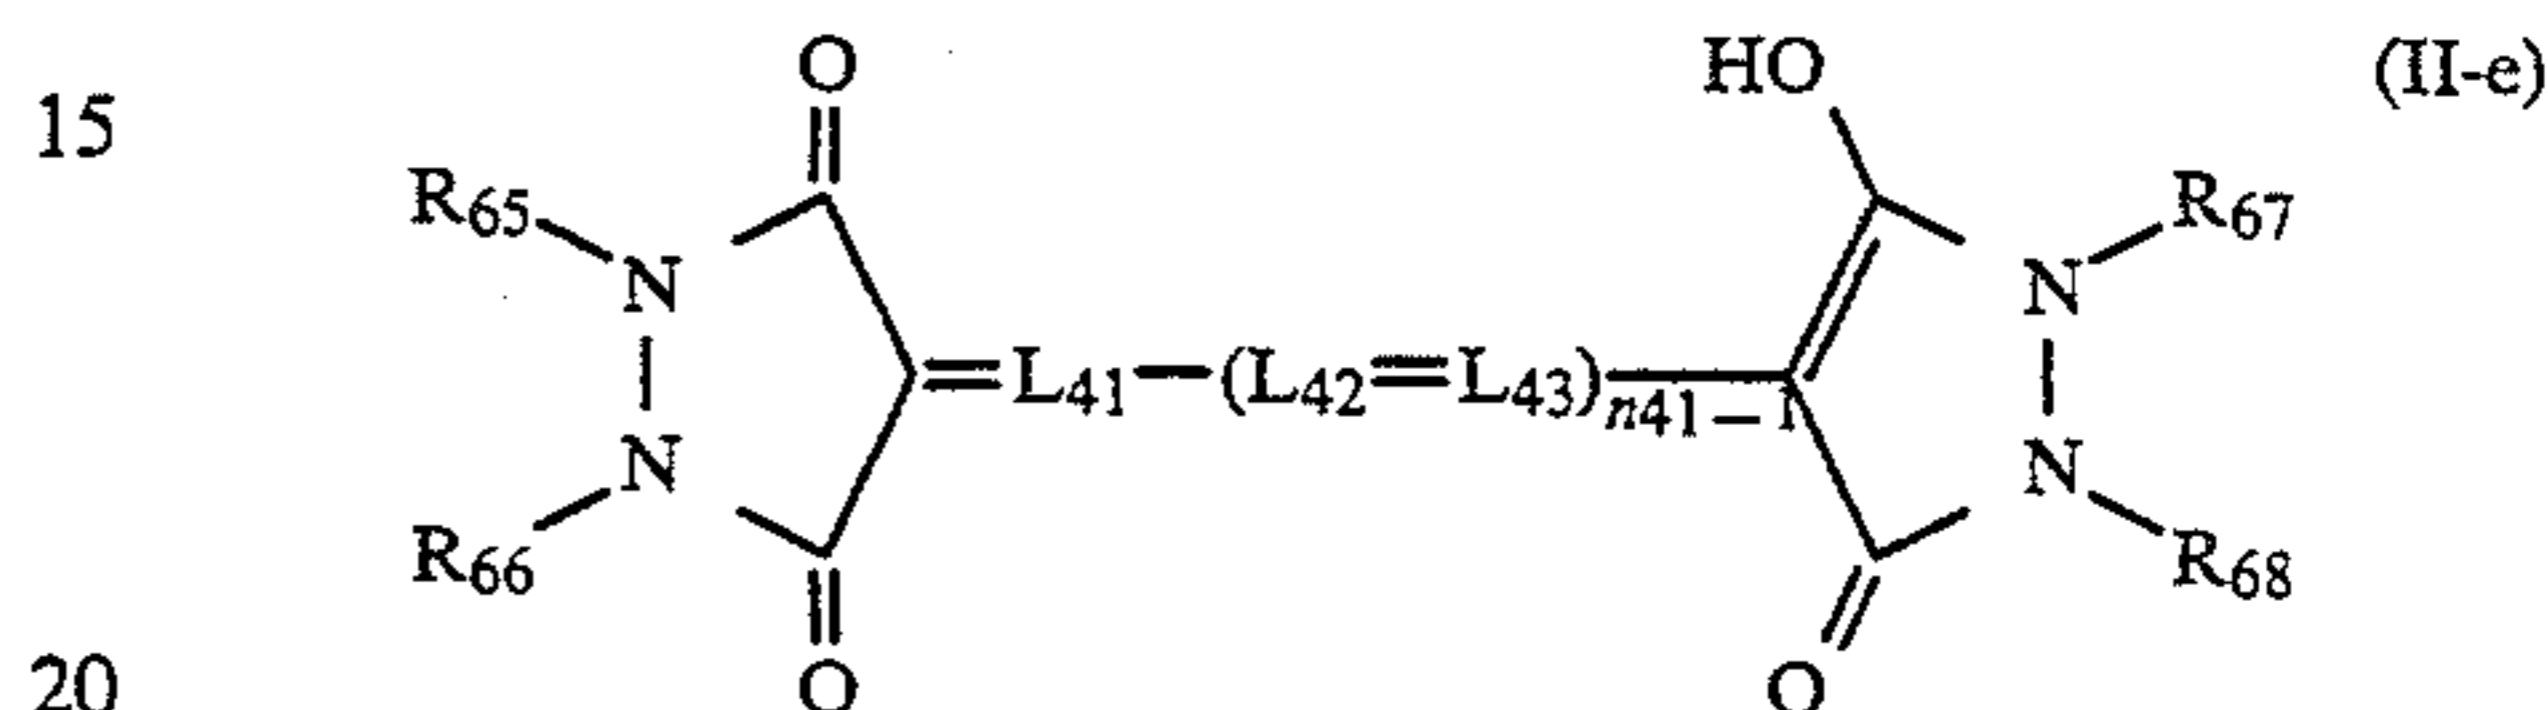 O HO (II-e)
15
R65 R67
N N
=L41—(L42=L43)n41−1
N N
R66 R68
20 O O